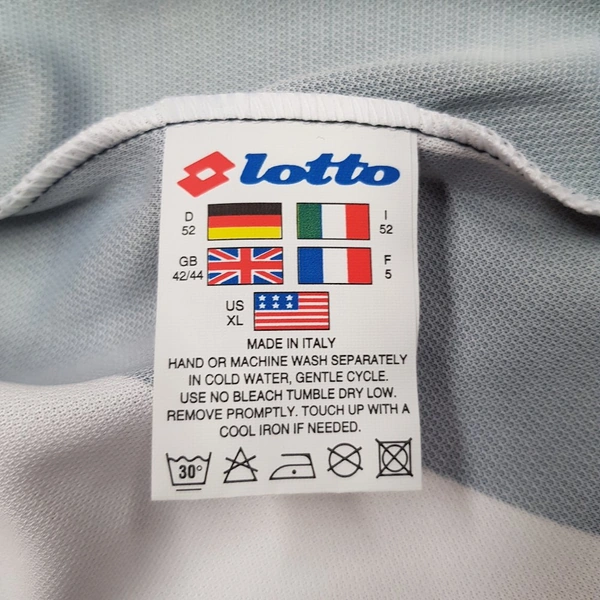 lotto
D
52
I
52
GB
42/44
F
5
US
XL
MADE IN ITALY
HAND OR MACHINE WASH SEPARATELY
IN COLD WATER, GENTLE CYCLE.
USE NO BLEACH TUMBLE DRY LOW.
REMOVE PROMPTLY. TOUCH UP WITH A
COOL IRON IF NEEDED.
30°